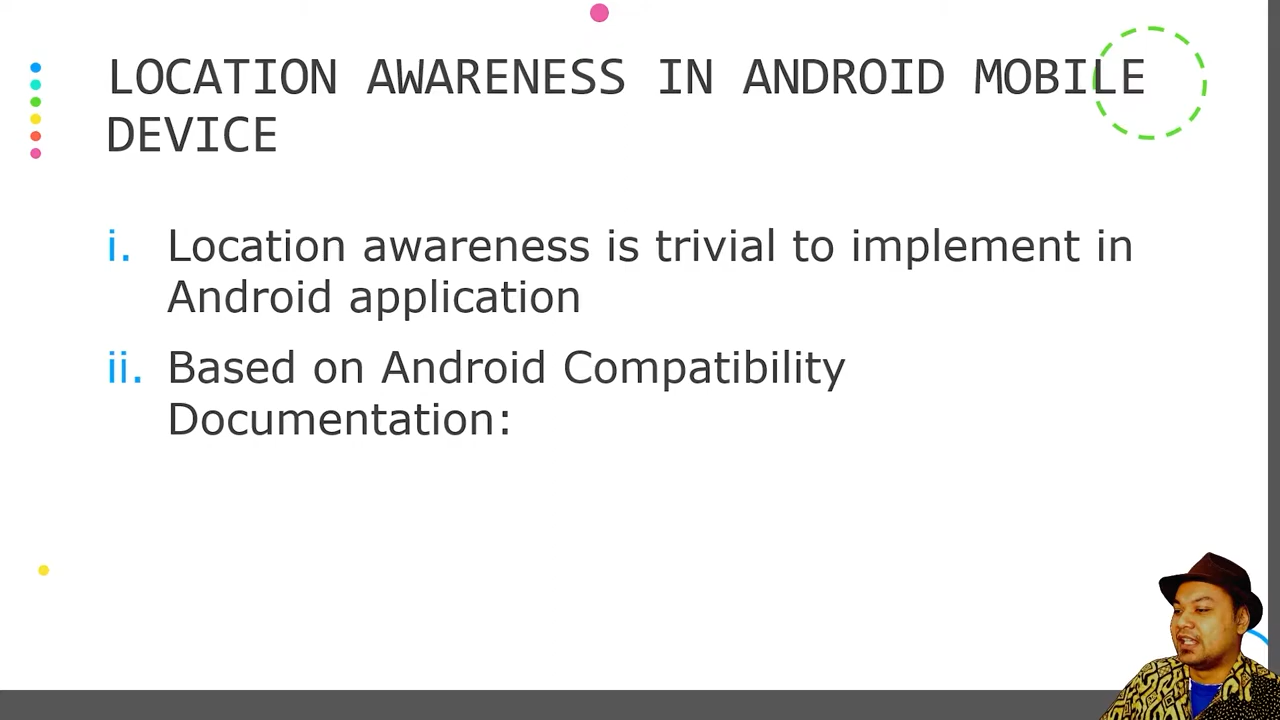 LOCATION AWARENESS IN ANDROID MOBILE
DEVICE
i. Location awareness is trivial to implement in
Android application
ii. Based on Android Compatibility
Documentation: